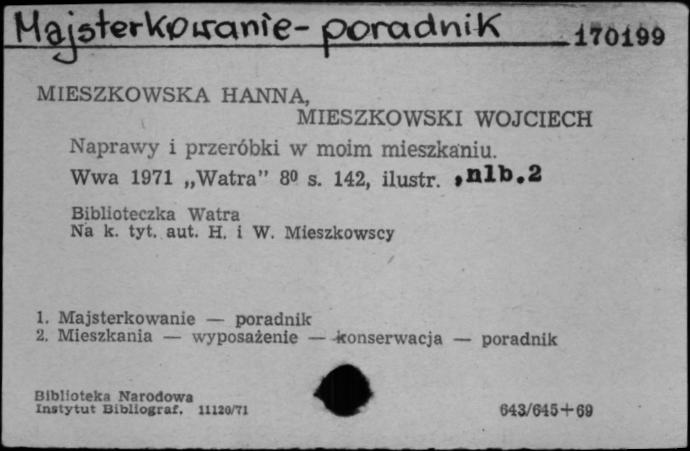 Majsterkowanie - poradnik 170199
MIESZKOWSKA HANNA,
MIESZKOWSKI WOJCIECH
Naprawy i przeróbki w moim mieszkaniu.
Wwa 1971 „Watra” 8⁰ s. 142, ilustr. ,nlb.2
Biblioteczka Watra
Na k. tyt. aut. H. i W. Mieszkowscy
1. Majsterkowanie — poradnik
2. Mieszkania — wyposażenie — konserwacja — poradnik
Biblioteka Narodowa
Instytut Bibliograf. 11120/71 643/645+69